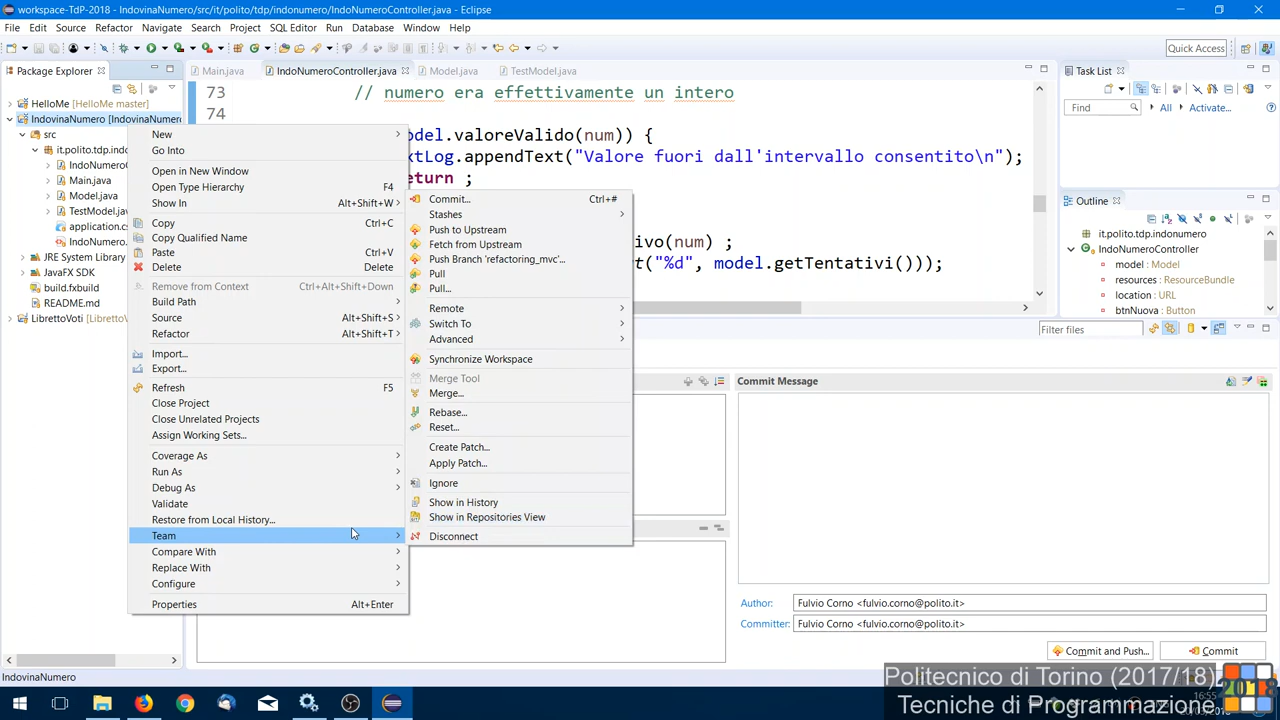 workspace-TdP-2018 - IndovinaNumero/src/it/polito/tdp/indonumero/IndoNumeroController.java - Eclipse
File Edit Source Refactor Navigate Search Project SQL Editor Run Database Window Help
Quick Access
Package Explorer
Main.java
IndoNumeroController.java
Model.java
TestModel.java
Task List
Find
All
Activate...
HelloMe [HelloMe master]
IndovinaNumero [IndovinaNumero
src
it.polito.tdp.indo
IndoNumeroC
Main.java
Model.java
TestModel.jav
application.cs
IndoNumero.
JRE System Library
JavaFX SDK
build.fxbuild
README.md
LibrettoVoti
73 // numero era effettivamente un intero
74
odel.valoreValido(num)) {
xtLog.appendText("Valore fuori dall'intervallo consentito\n");
turn ;
ivo(num) ;
t("%d", model.getTentativi()));
New
Go Into
Open in New Window
Open Type Hierarchy F4
Show In Alt+Shift+W
Copy Ctrl+C
Copy Qualified Name
Paste Ctrl+V
Delete Delete
Remove from Context Ctrl+Alt+Shift+Down
Build Path
Source Alt+Shift+S
Refactor Alt+Shift+T
Import...
Export...
Refresh F5
Close Project
Close Unrelated Projects
Assign Working Sets...
Coverage As
Run As
Debug As
Validate
Restore from Local History...
Team
Compare With
Replace With
Configure
Properties Alt+Enter
Commit... Ctrl+#
Stashes
Push to Upstream
Fetch from Upstream
Push Branch 'refactoring_mvc'...
Pull
Pull...
Remote
Switch To
Advanced
Synchronize Workspace
Merge Tool
Merge...
Rebase...
Reset...
Create Patch...
Apply Patch...
Ignore
Show in History
Show in Repositories View
Disconnect
Outline
it.polito.tdp.indonumero
IndoNumeroController
model : Model
resources : ResourceBundle
location : URL
btnNuova : Button
Filter files
Commit Message
Author: Fulvio Corno <fulvio.corno@polito.it>
Committer: Fulvio Corno <fulvio.corno@polito.it>
Commit and Push...
Commit
IndovinaNumero
Politecnico di Torino (2017/18)
Tecniche di Programmazione
2018
16:55